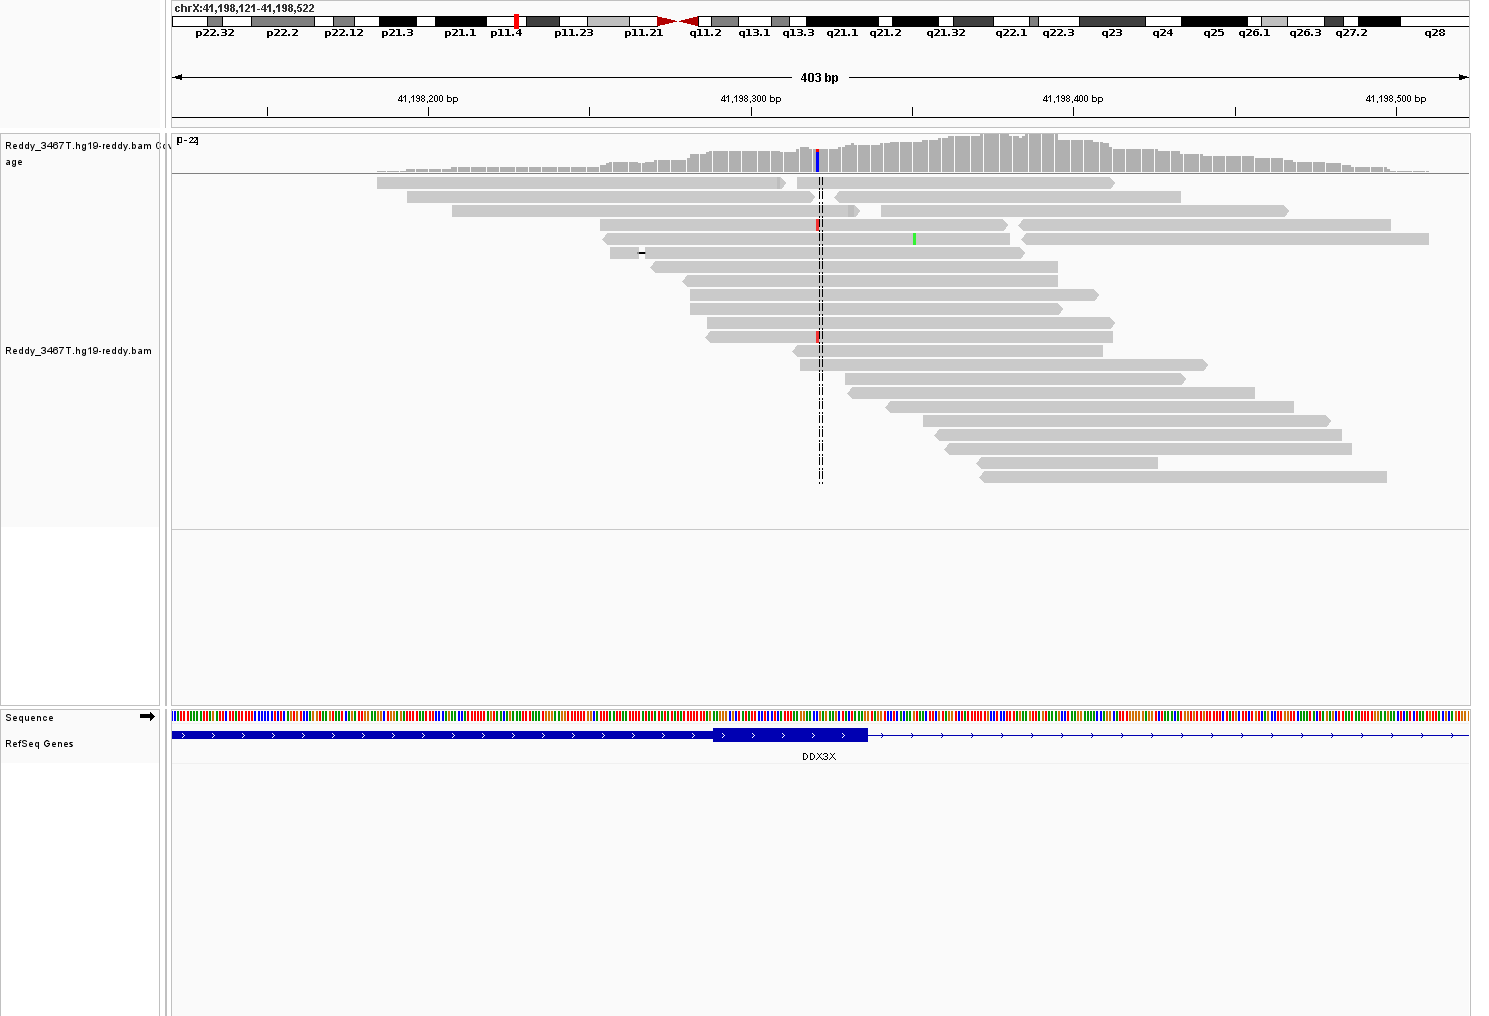 chrX:41,198,121-41,198,522
p22.32 p22.2 p22.12 p21.3 p21.1 p11.4 p11.23 p11.21 q11.2 q13.1 q13.3 q21.1 q21.2 q21.32 q22.1 q22.3 q23 q24 q25 q26.1 q26.3 q27.2 q28
403 bp
41,198,200 bp 41,198,300 bp 41,198,400 bp 41,198,500 bp
[0 - 22]
Reddy_3467T.hg19-reddy.bam Cov
age
Reddy_3467T.hg19-reddy.bam
Sequence
RefSeq Genes
DDX3X